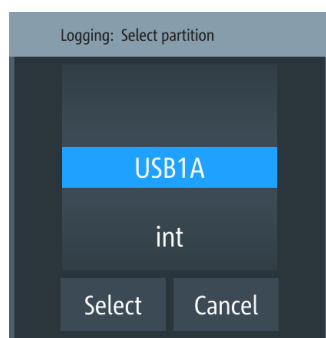 Logging: Select partition
USB1A
int
Select Cancel